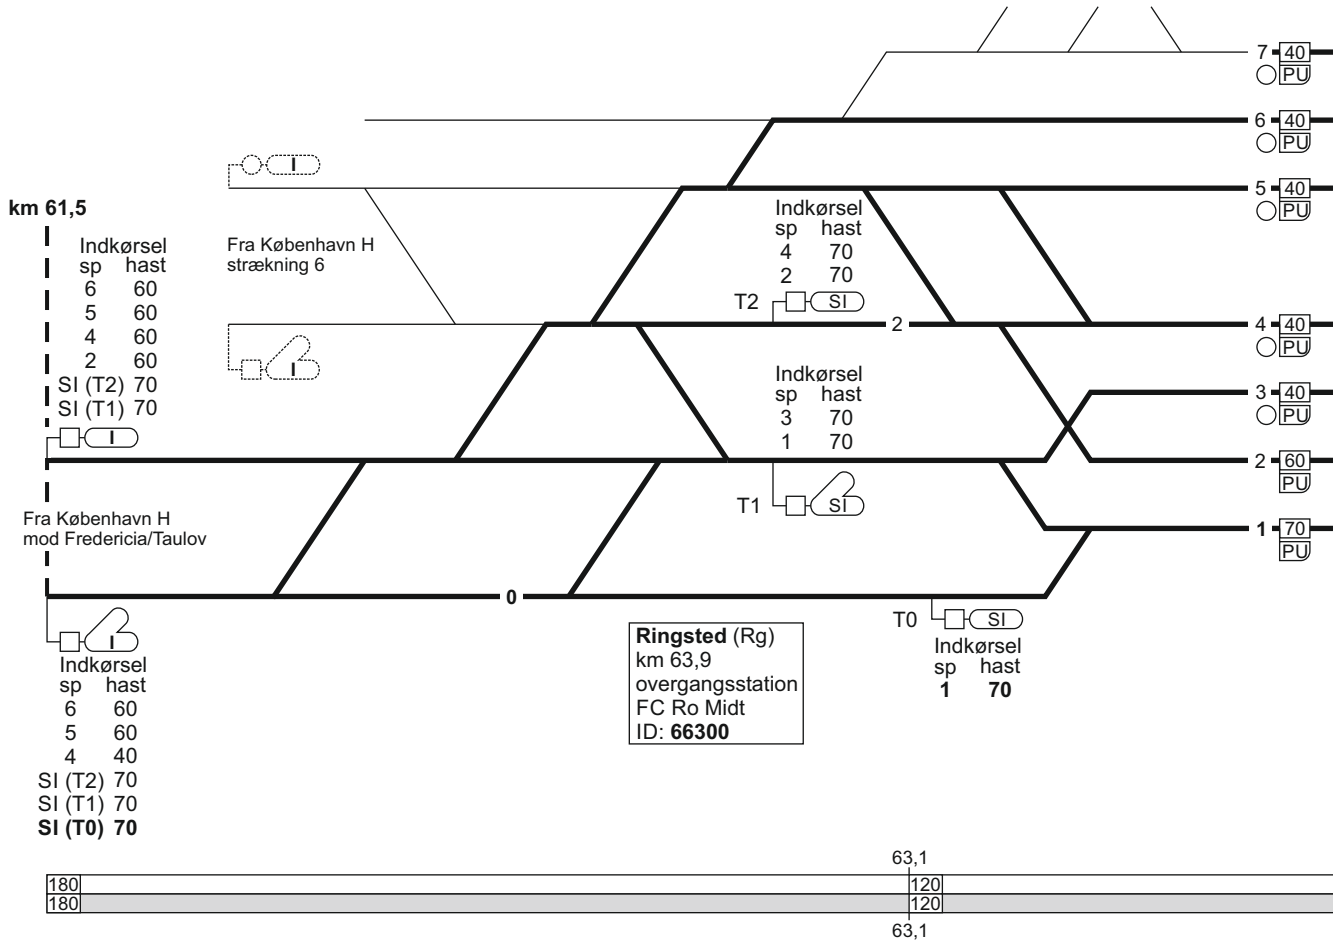 7 40
PU
6 40
PU
I
5 40
PU
km 61,5
Indkørsel
sp hast
6 60
5 60
4 60
2 60
SI (T2) 70
SI (T1) 70
I
Fra København H
strækning 6
I
Indkørsel
sp hast
4 70
2 70
T2 SI
2
4 40
PU
Indkørsel
sp hast
3 70
1 70
T1 SI
3 40
PU
2 60
PU
1 70
PU
Fra København H
mod Fredericia/Taulov
0
I
Indkørsel
sp hast
6 60
5 60
4 40
SI (T2) 70
SI (T1) 70
SI (T0) 70
Ringsted (Rg)
km 63,9
overgangsstation
FC Ro Midt
ID: 66300
T0 SI
Indkørsel
sp hast
1 70
63,1
180 120
180 120
63,1